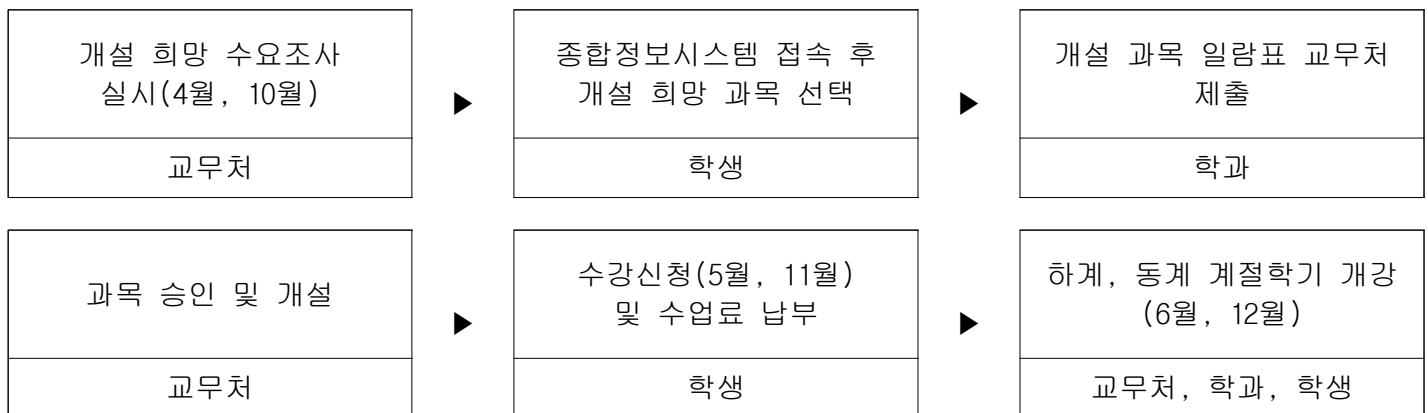 개설 희망 수요조사
실시(4월, 10월)
교무처
▶
종합정보시스템 접속 후
개설 희망 과목 선택
학생
▶
개설 과목 일람표 교무처
제출
학과
과목 승인 및 개설
교무처
▶
수강신청(5월, 11월)
및 수업료 납부
학생
▶
하계, 동계 계절학기 개강
(6월, 12월)
교무처, 학과, 학생